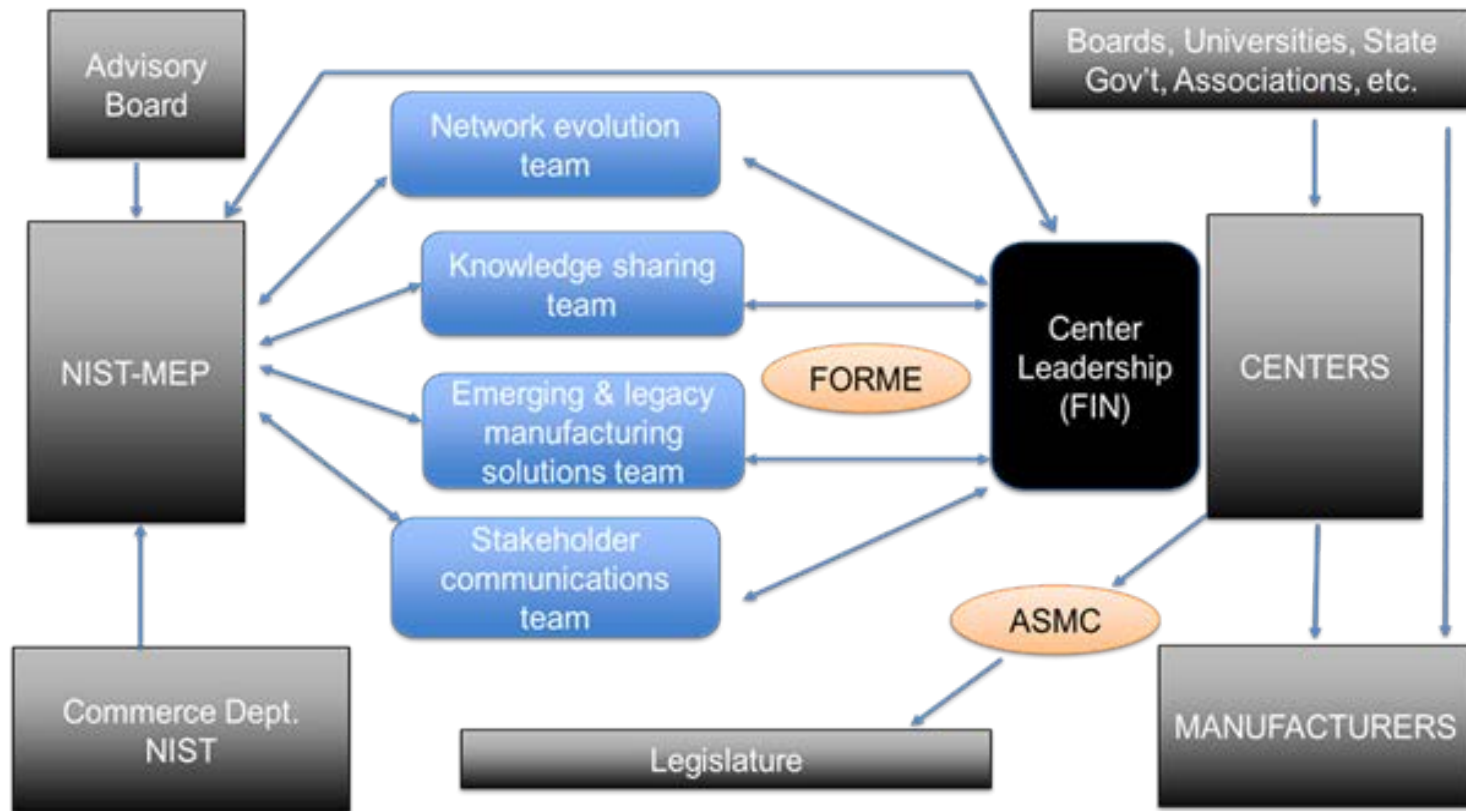 Advisory
Board
Boards, Universities, State
Gov't, Associations, etc.
Network evolution
team
Knowledge sharing
team
NIST-MEP
Emerging & legacy
manufacturing
solutions team
FORME
Center
Leadership
(FIN)
CENTERS
Stakeholder
communications
team
ASMC
Commerce Dept.
NIST
Legislature
MANUFACTURERS